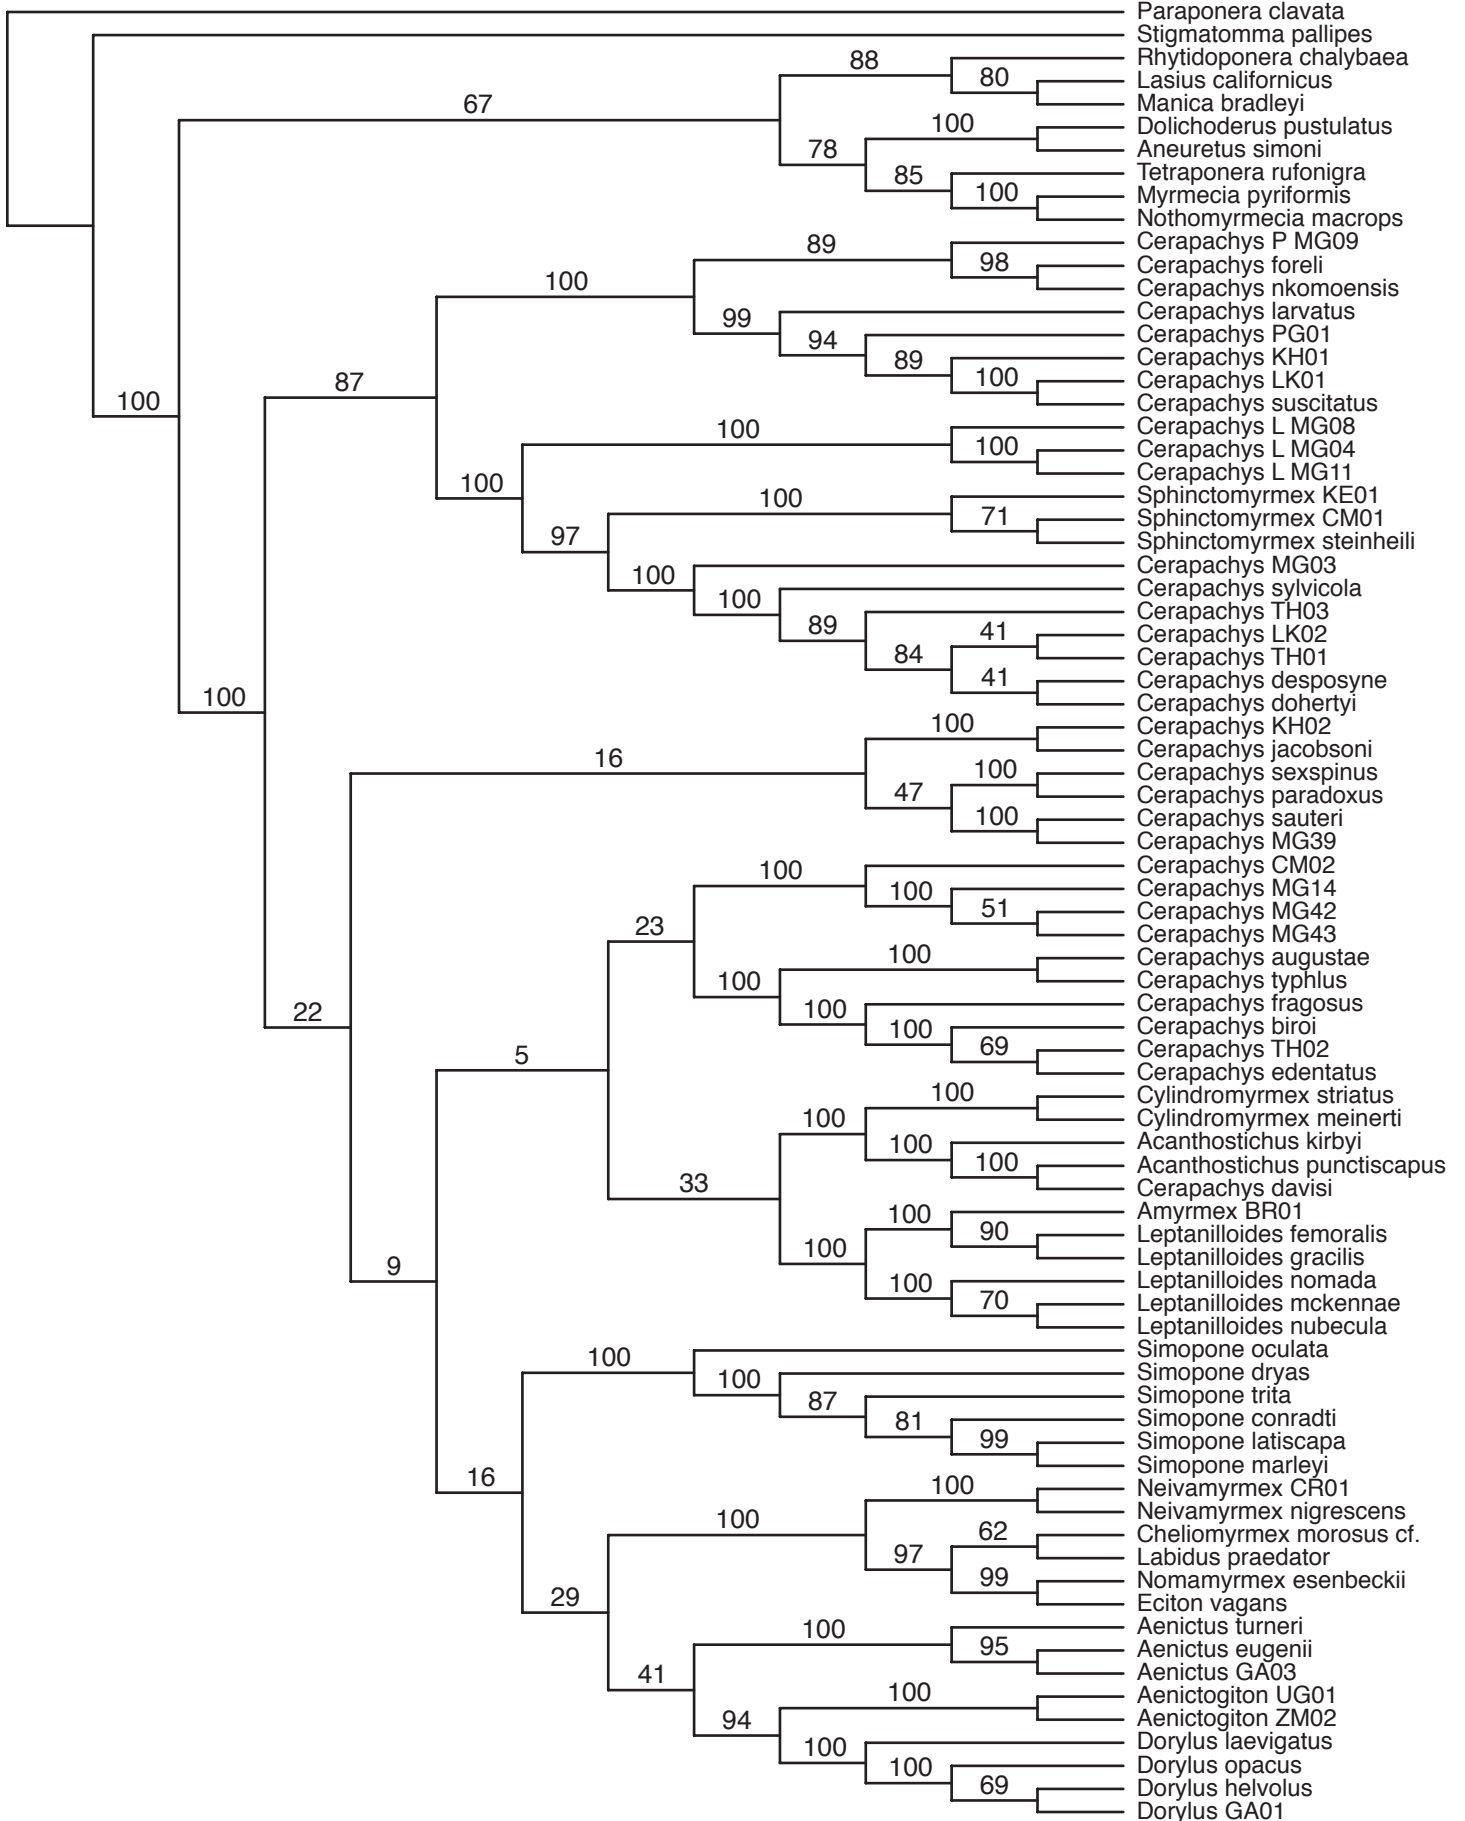 Paraponera clavata
Stigmatomma pallipes
Rhytidoponera chalybaea
88
80
Lasius californicus
Manica bradleyi
67
Dolichoderus pustulatus
100
Aneuretus simoni
78
Tetraponera rufonigra
85
Myrmecia pyriformis
100
Nothomyrmecia macrops
Cerapachys P MG09
89
Cerapachys foreli
98
Cerapachys nkomoensis
100
Cerapachys larvatus
99
Cerapachys PG01
94
Cerapachys KH01
89
Cerapachys LK01
100
Cerapachys suscitatus
87
100
Cerapachys L MG08
100
Cerapachys L MG04
100
Cerapachys L MG11
100
Sphinctomyrmex KE01
100
Sphinctomyrmex CM01
71
Sphinctomyrmex steinheili
97
Cerapachys MG03
100
Cerapachys sylvicola
100
Cerapachys TH03
89
Cerapachys LK02
41
Cerapachys TH01
84
Cerapachys desposyne
41
Cerapachys dohertyi
100
Cerapachys KH02
100
Cerapachys jacobsoni
16
Cerapachys sexspinus
100
Cerapachys paradoxus
47
Cerapachys sauteri
100
Cerapachys MG39
Cerapachys CM02
100
Cerapachys MG14
100
Cerapachys MG42
51
Cerapachys MG43
23
Cerapachys augustae
100
Cerapachys typhlus
100
Cerapachys fragosus
100
Cerapachys biroi
100
Cerapachys TH02
69
Cerapachys edentatus
22
5
Cylindromyrmex striatus
100
Cylindromyrmex meinerti
100
Acanthostichus kirbyi
100
Acanthostichus punctiscapus
100
Cerapachys davisi
33
Amyrmex BR01
100
Leptanilloides femoralis
90
Leptanilloides gracilis
100
Leptanilloides nomada
100
Leptanilloides mckennae
70
Leptanilloides nubecula
9
Simopone oculata
100
Simopone dryas
100
Simopone trita
87
Simopone conradti
81
Simopone latiscapa
99
Simopone marleyi
16
Neivamyrmex CR01
100
Neivamyrmex nigrescens
100
Cheliomyrmex morosus cf.
62
Labidus praedator
97
Nomamyrmex esenbeckii
99
Eciton vagans
29
Aenictus turneri
100
Aenictus eugenii
95
Aenictus GA03
41
Aenictogiton UG01
100
Aenictogiton ZM02
94
Dorylus laevigatus
100
Dorylus opacus
100
Dorylus helvolus
69
Dorylus GA01